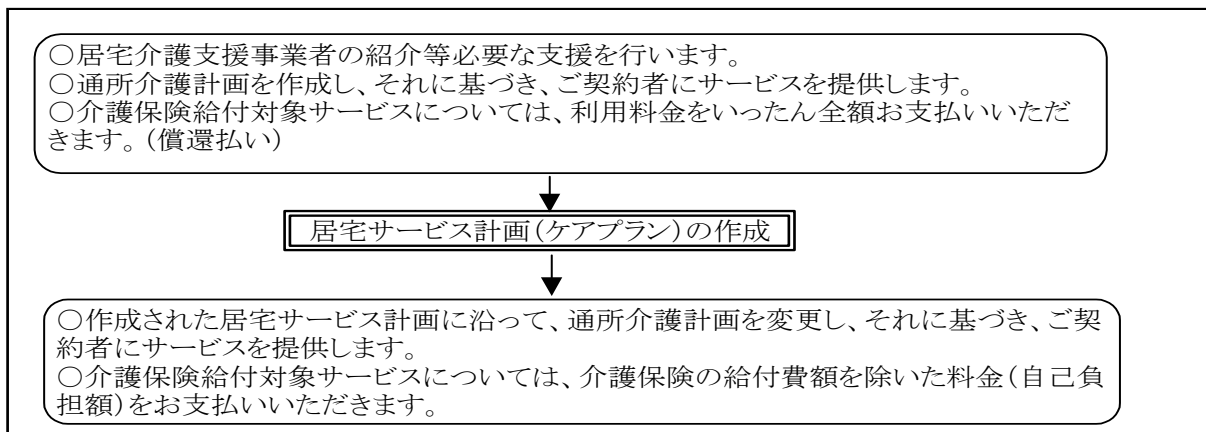 ○居宅介護支援事業者の紹介等必要な支援を行います。
○通所介護計画を作成し、それに基づき、ご契約者にサービスを提供します。
○介護保険給付対象サービスについては、利用料金をいったん全額お支払いいただ
きます。(償還払い)
居宅サービス計画(ケアプラン)の作成
○作成された居宅サービス計画に沿って、通所介護計画を変更し、それに基づき、ご契
約者にサービスを提供します。
○介護保険給付対象サービスについては、介護保険の給付費額を除いた料金(自己負
担額)をお支払いいただきます。